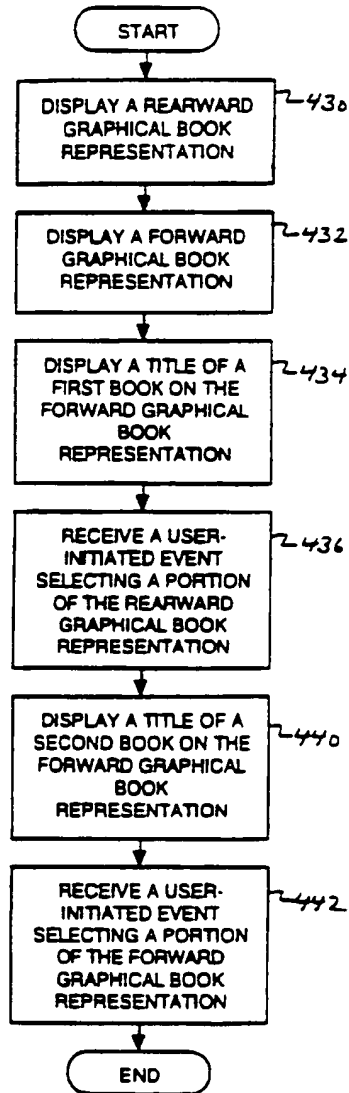 START
DISPLAY A REARWARD
GRAPHICAL BOOK
REPRESENTATION
430
DISPLAY A FORWARD
GRAPHICAL BOOK
REPRESENTATION
432
DISPLAY A TITLE OF A
FIRST BOOK ON THE
FORWARD GRAPHICAL
BOOK
REPRESENTATION
434
RECEIVE A USER-
INITIATED EVENT
SELECTING A PORTION
OF THE REARWARD
GRAPHICAL BOOK
REPRESENTATION
436
DISPLAY A TITLE OF A
SECOND BOOK ON THE
FORWARD GRAPHICAL
BOOK
REPRESENTATION
440
RECEIVE A USER-
INITIATED EVENT
SELECTING A PORTION
OF THE FORWARD
GRAPHICAL BOOK
REPRESENTATION
442
END